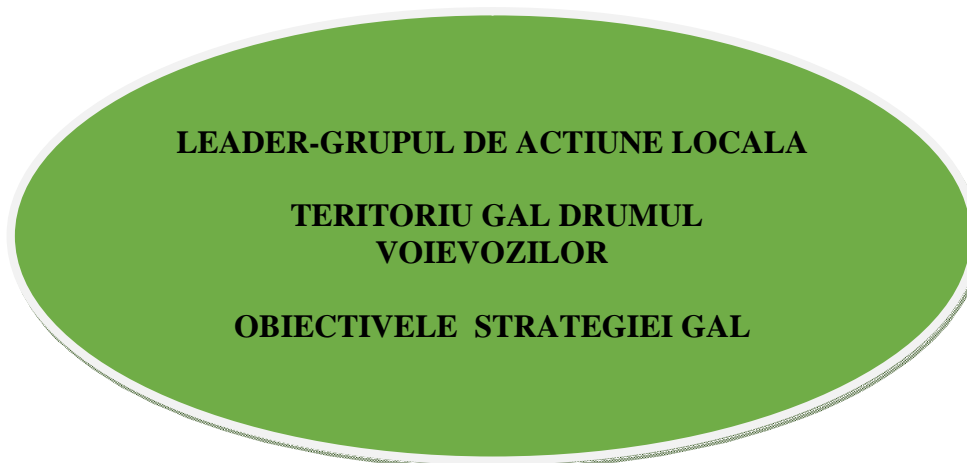 LEADER-GRUPUL DE ACTIUNE LOCALA
TERITORIU GAL DRUMUL
VOIEVOZILOR
OBIECTIVELE STRATEGIEI GAL